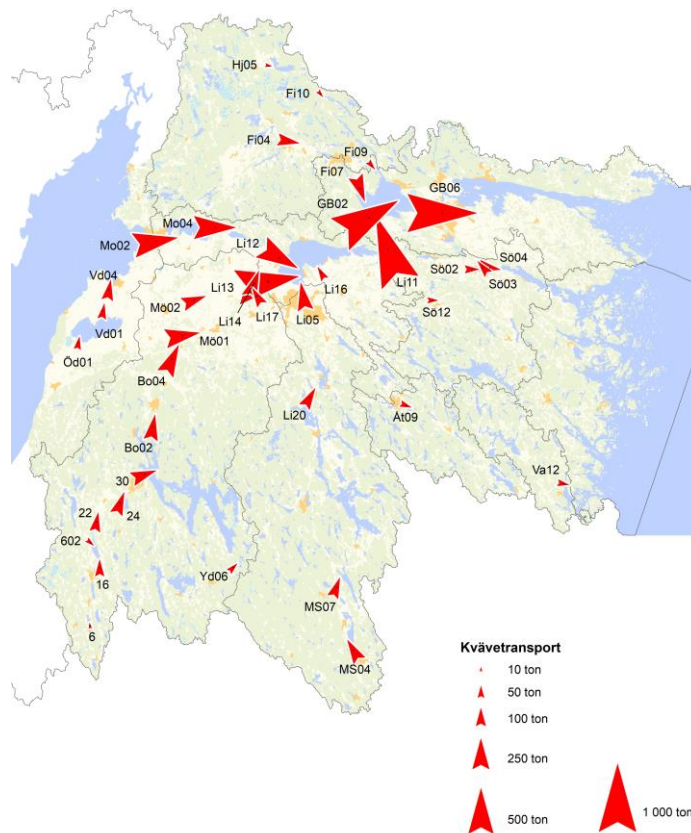 Hj05
Fi10
Fi04
Fi09
Fi07
GB06
GB02
Mo04
Mo02
Li12
Sö04
Vd04
Li13
Sö02
Li16
Li11
Sö03
Mö02
Vd01
Li14
Li17
Li05
Sö12
Öd01
Mö01
Bo04
Li20
Åt09
Bo02
Va12
30
22
24
602
16
Yd06
6
MS07
MS04
Kvävetransport
10 ton
50 ton
100 ton
250 ton
500 ton
1 000 ton